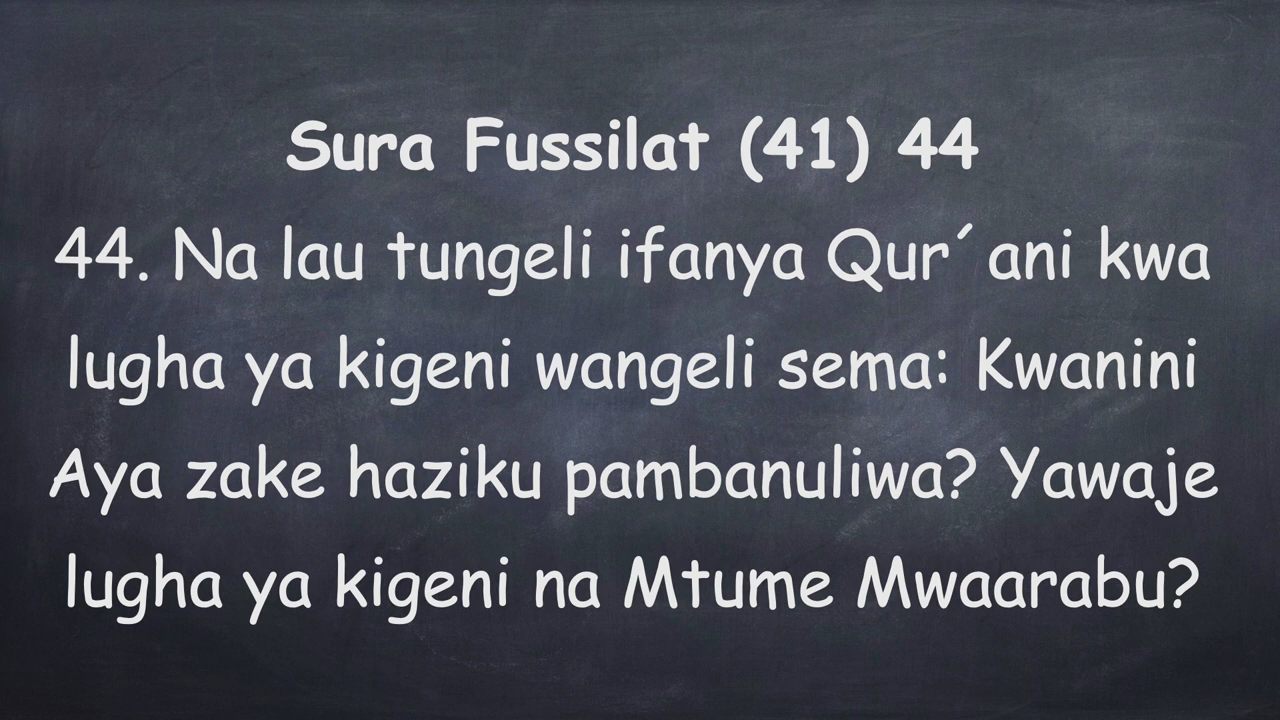 Sura Fussilat (41) 44
44. Na lau tungeli ifanya Qur´ani kwa
lugha ya kigeni wangeli sema: Kwanini
Aya zake haziku pambanuliwa? Yawaje
lugha ya kigeni na Mtume Mwaarabu?